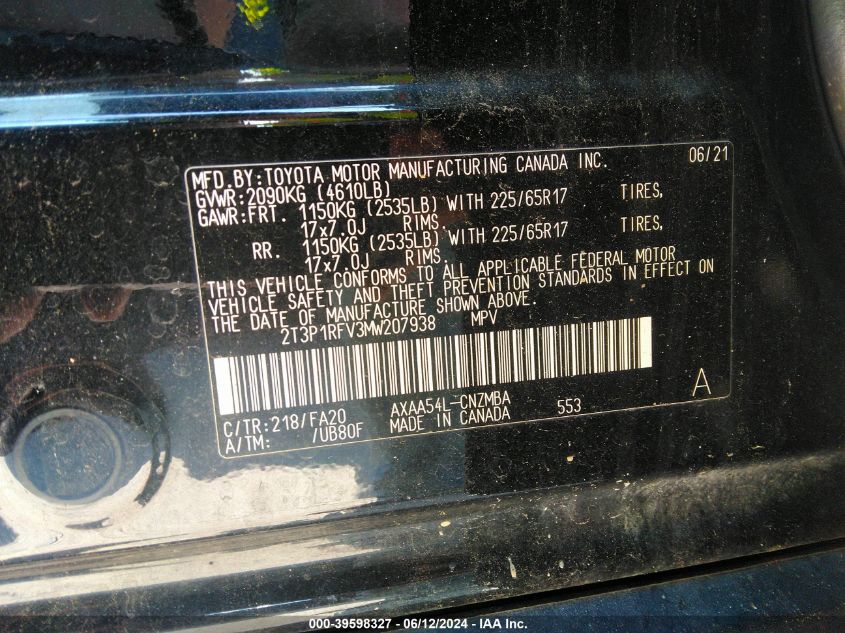 MFD.BY:TOYOTA MOTOR MANUFACTURING CANADA INC. 06/21
GVWR:2090KG (4610LB)
GAWR:FRT. 1150KG (2535LB) WITH 225/65R17 TIRES,
17x7.0J RIMS.
RR. 1150KG (2535LB) WITH 225/65R17 TIRES,
17x7.0J RIMS.
THIS VEHICLE CONFORMS TO ALL APPLICABLE FEDERAL MOTOR
VEHICLE SAFETY AND THEFT PREVENTION STANDARDS IN EFFECT ON
THE DATE OF MANUFACTURE SHOWN ABOVE.
2T3P1RFV3MW207938 MPV
C/TR:218/FA20 AXAA54L-CNZMBA 553 A
A/TM: /UB80F MADE IN CANADA
000-39598327 - 06/12/2024 - IAA Inc.